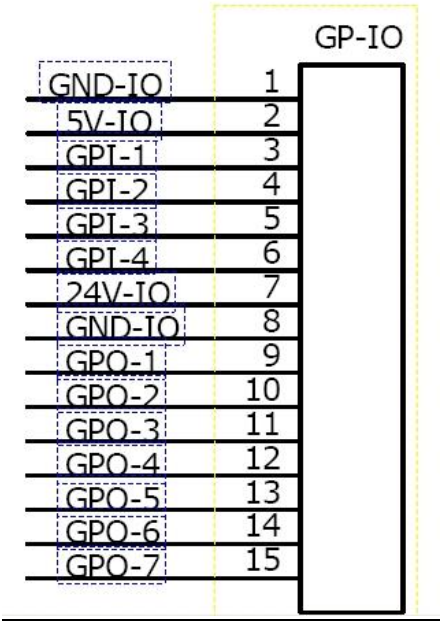 GP-IO
GND-IO 1
5V-IO 2
GPI-1 3
GPI-2 4
GPI-3 5
GPI-4 6
24V-IO 7
GND-IO 8
GPO-1 9
GPO-2 10
GPO-3 11
GPO-4 12
GPO-5 13
GPO-6 14
GPO-7 15